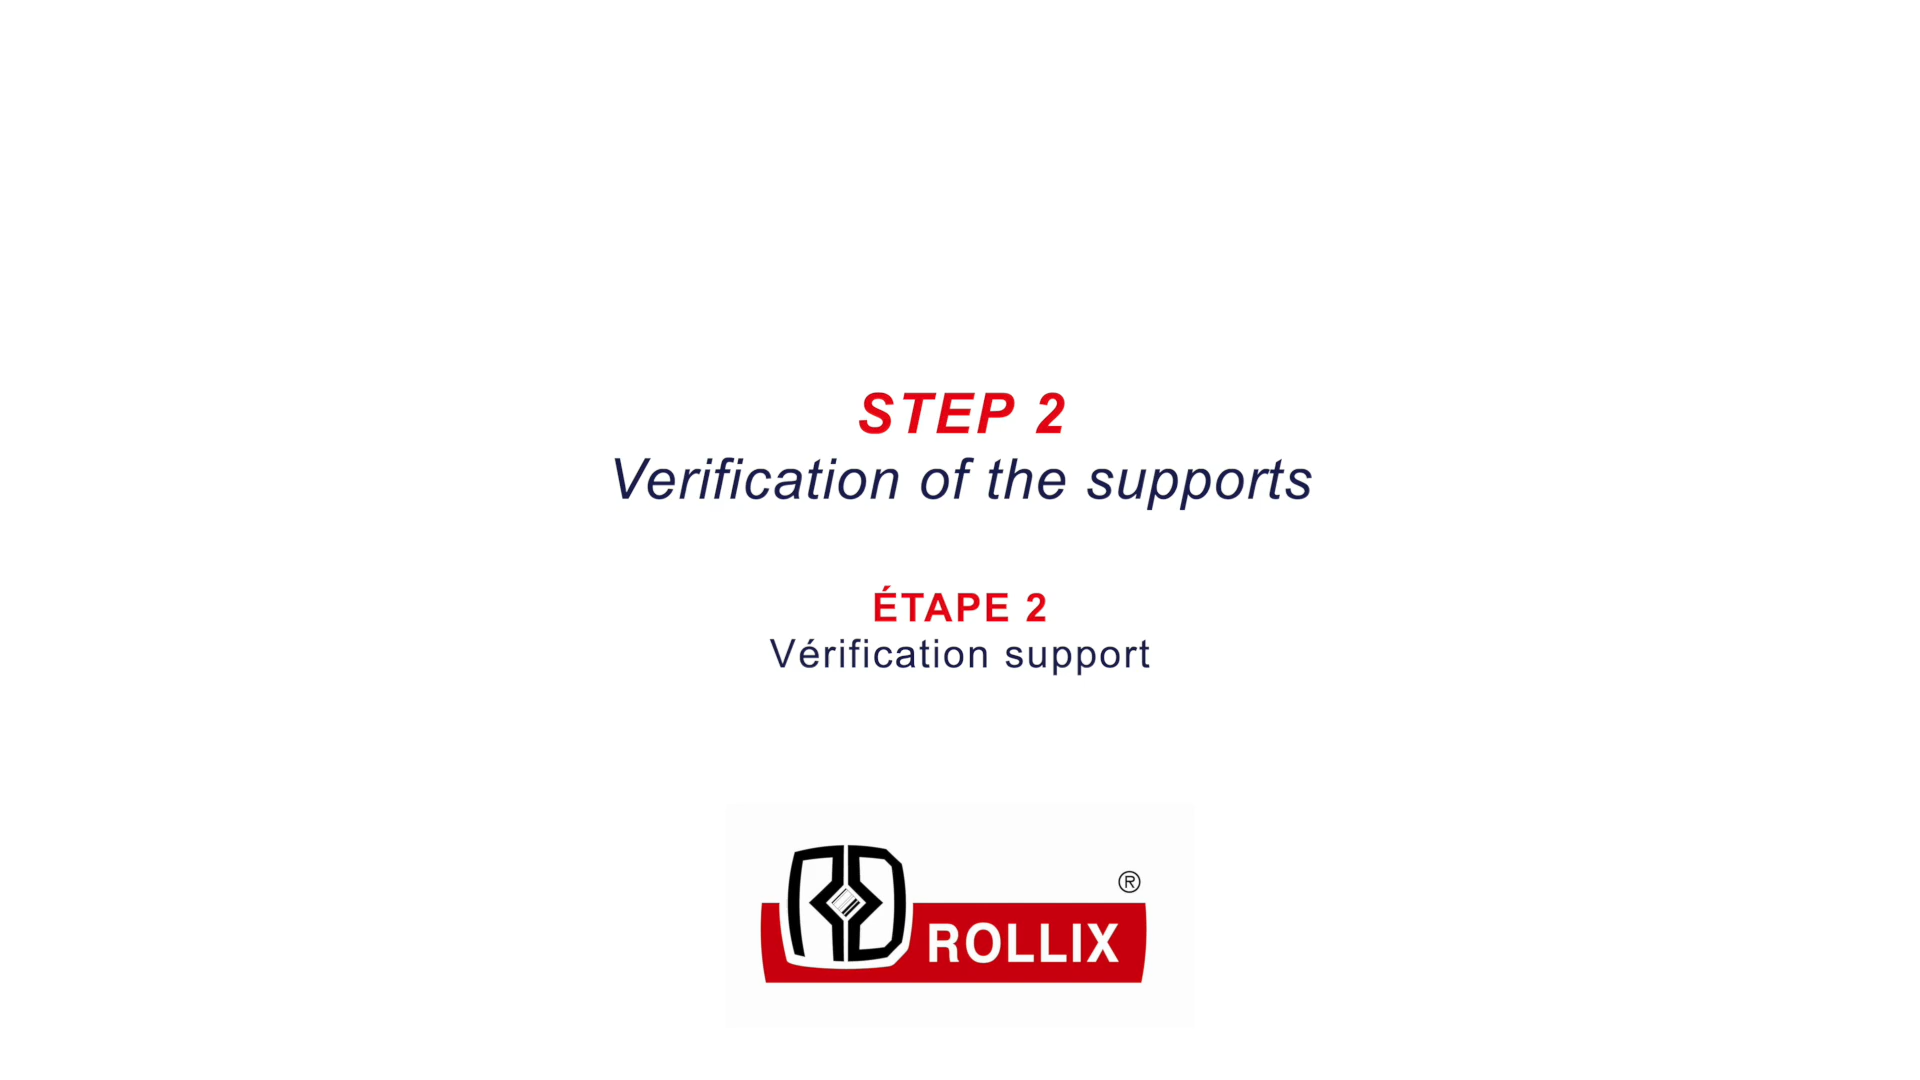 STEP 2
Verification of the supports
ÉTAPE 2
Vérification support
®
ROLLIX